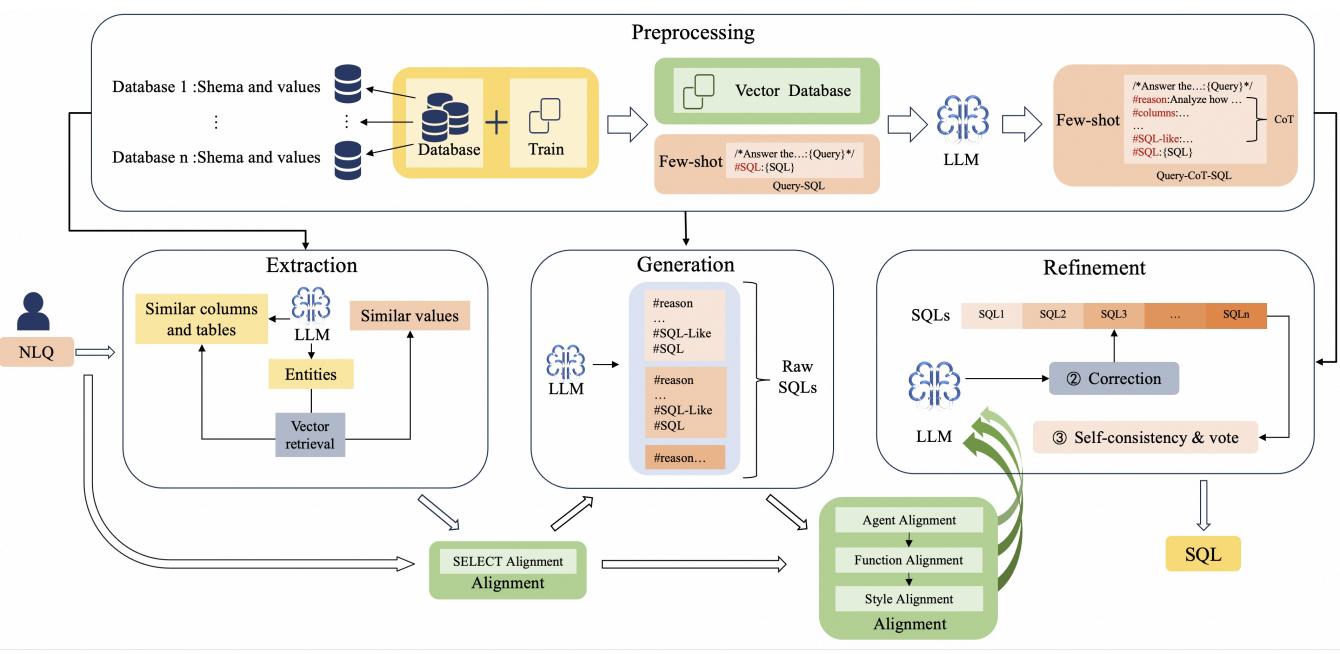 Preprocessing
Database 1 :Shema and values
⋮
Database n :Shema and values
⋮
Database
+
Train
Vector Database
Few-shot
/*Answer the...:{Query}*/
#SQL:{SQL}
Query-SQL
LLM
Few-shot
/*Answer the...:{Query}*/
#reason:Analyze how ...
#columns:...
...
#SQL-like:...
#SQL:{SQL}
CoT
Query-CoT-SQL
NLQ
Extraction
Similar columns
and tables
LLM
Similar values
Entities
Vector
retrieval
Generation
LLM
#reason
...
#SQL-Like
#SQL
#reason
...
#SQL-Like
#SQL
#reason...
Raw
SQLs
Refinement
SQLs
SQL1
SQL2
SQL3
...
SQLn
LLM
② Correction
③ Self-consistency & vote
SELECT Alignment
Alignment
Agent Alignment
Function Alignment
Style Alignment
Alignment
SQL